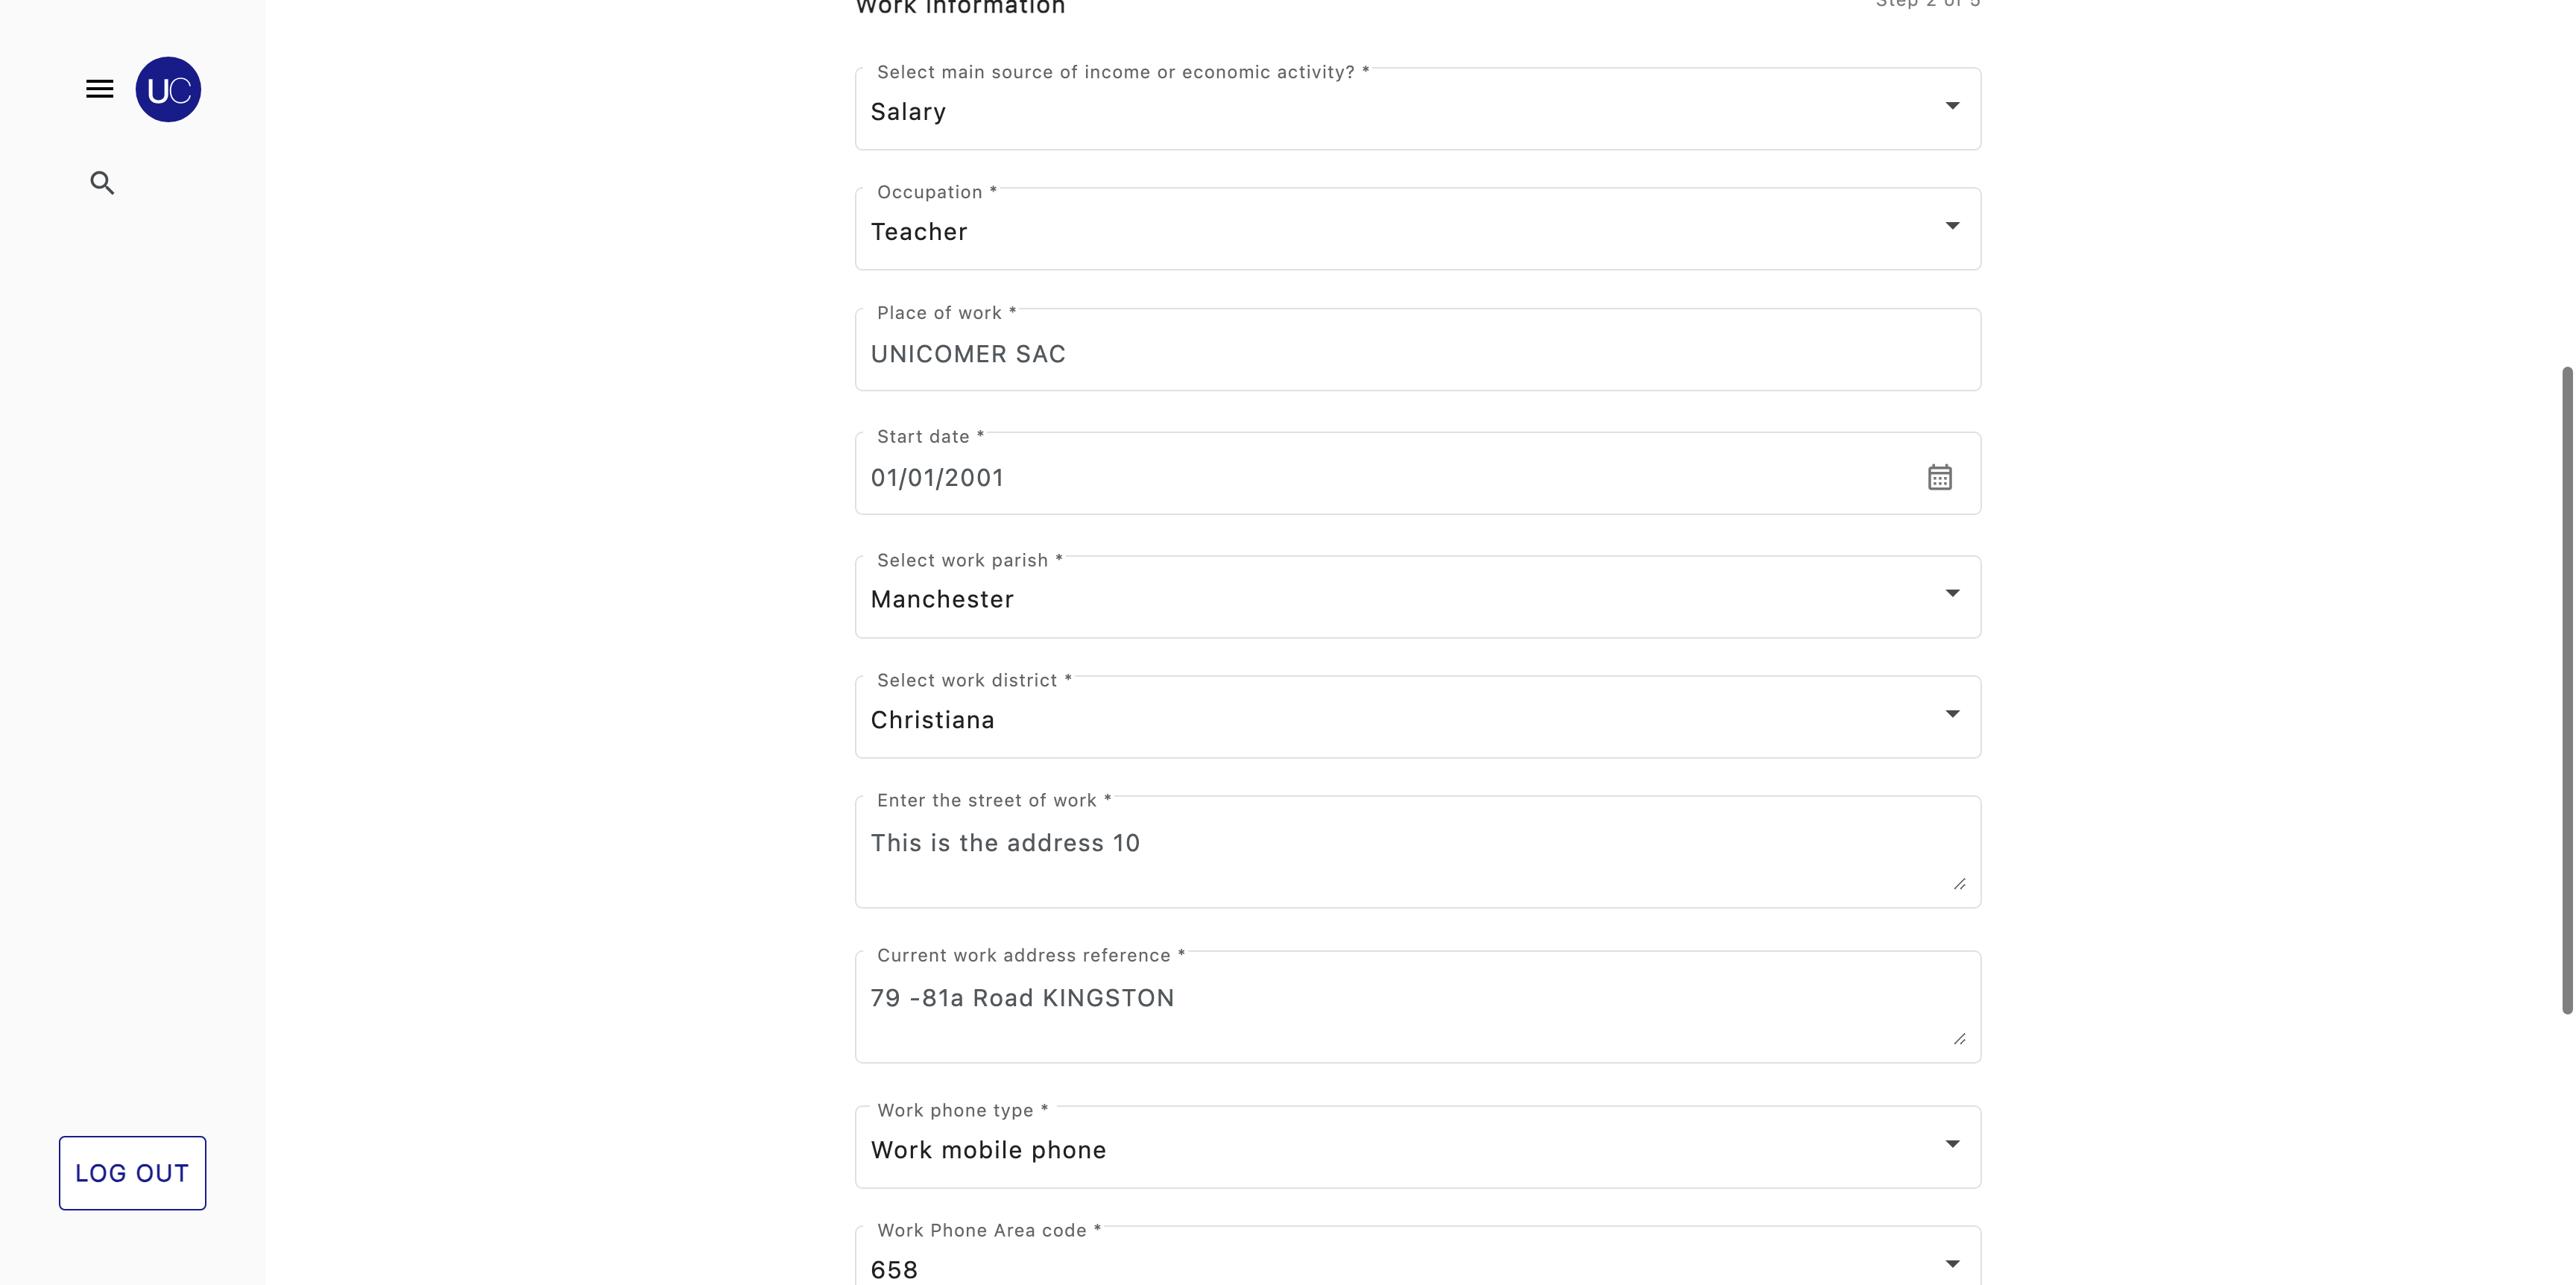 Work Information
Step 2 of 5
UC
Select main source of income or economic activity? *
Salary
Occupation *
Teacher
Place of work *
UNICOMER SAC
Start date *
01/01/2001
Select work parish *
Manchester
Select work district *
Christiana
Enter the street of work *
This is the address 10
Current work address reference *
79 -81a Road KINGSTON
Work phone type *
Work mobile phone
LOG OUT
Work Phone Area code *
658